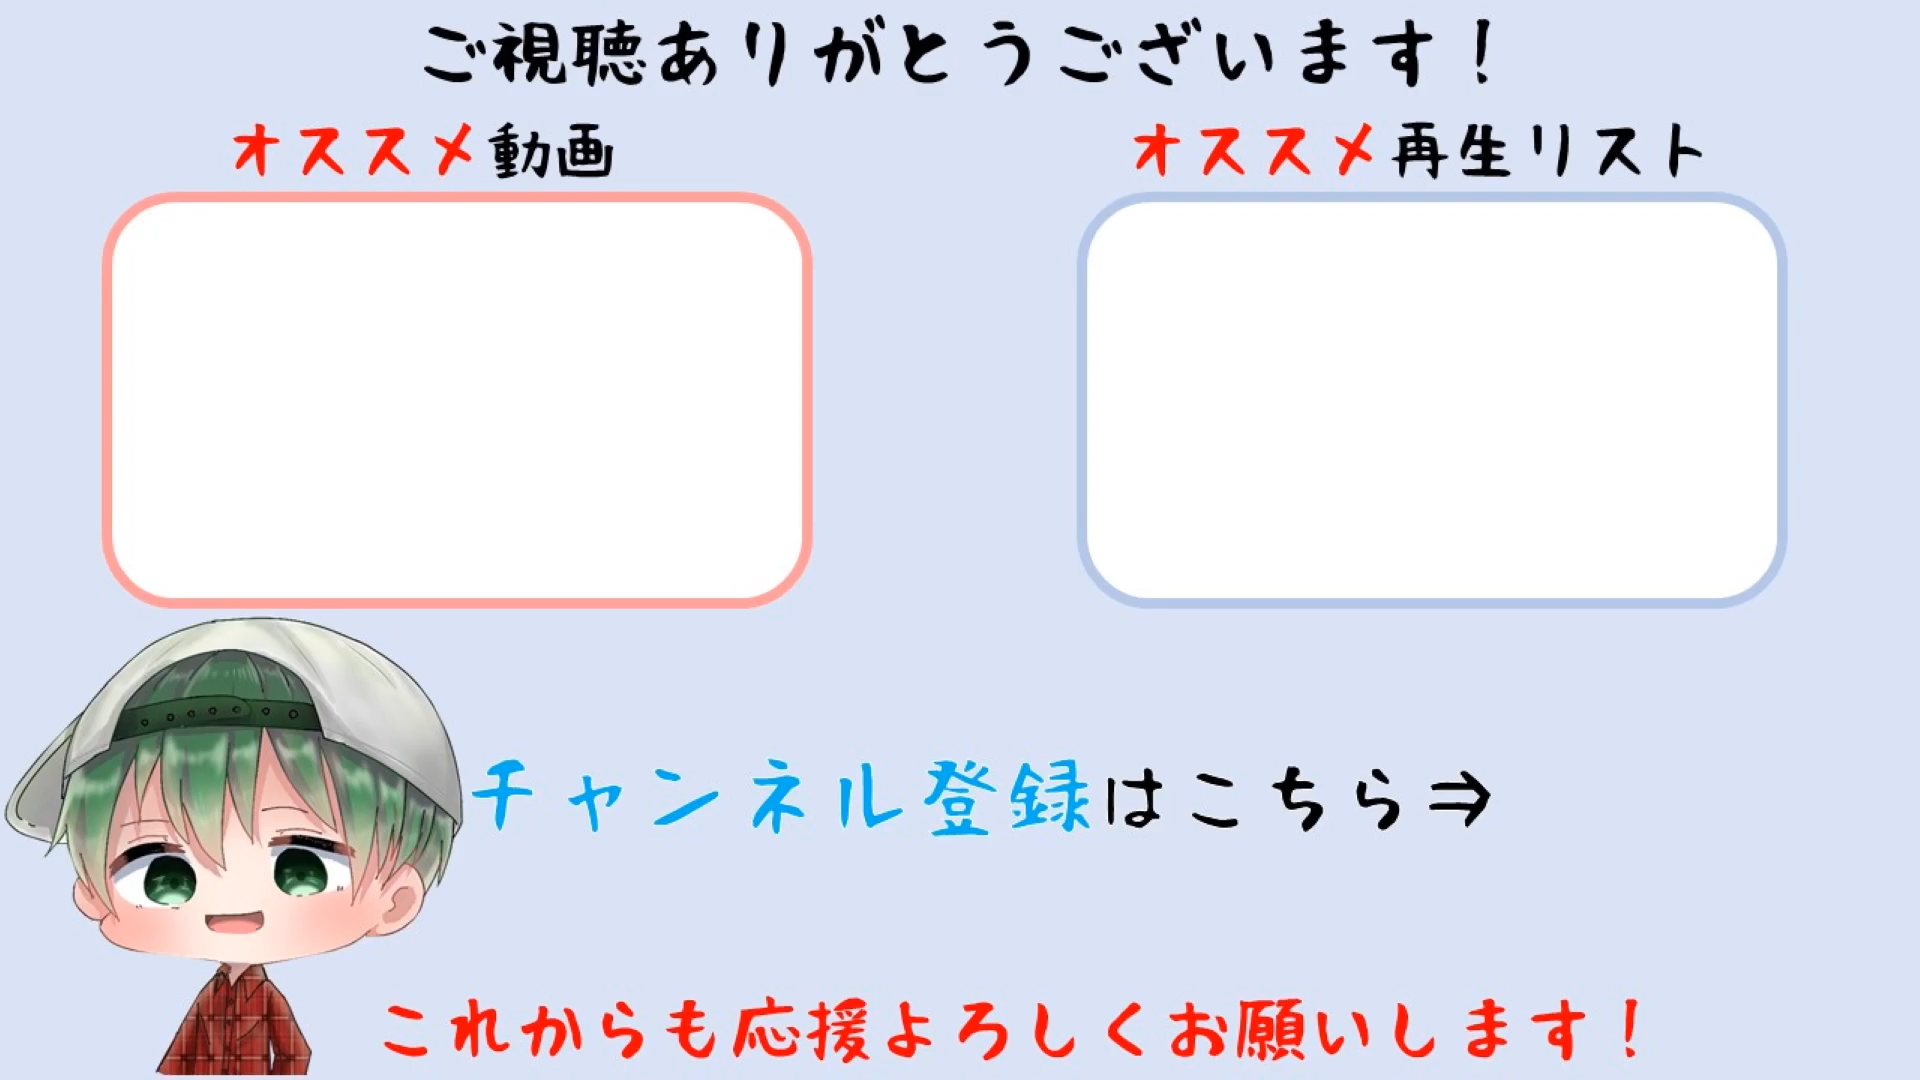 ご視聴ありがとうございます！
オススメ動画
オススメ再生リスト
チャンネル登録はこちら⇒
これからも応援よろしくお願いします！